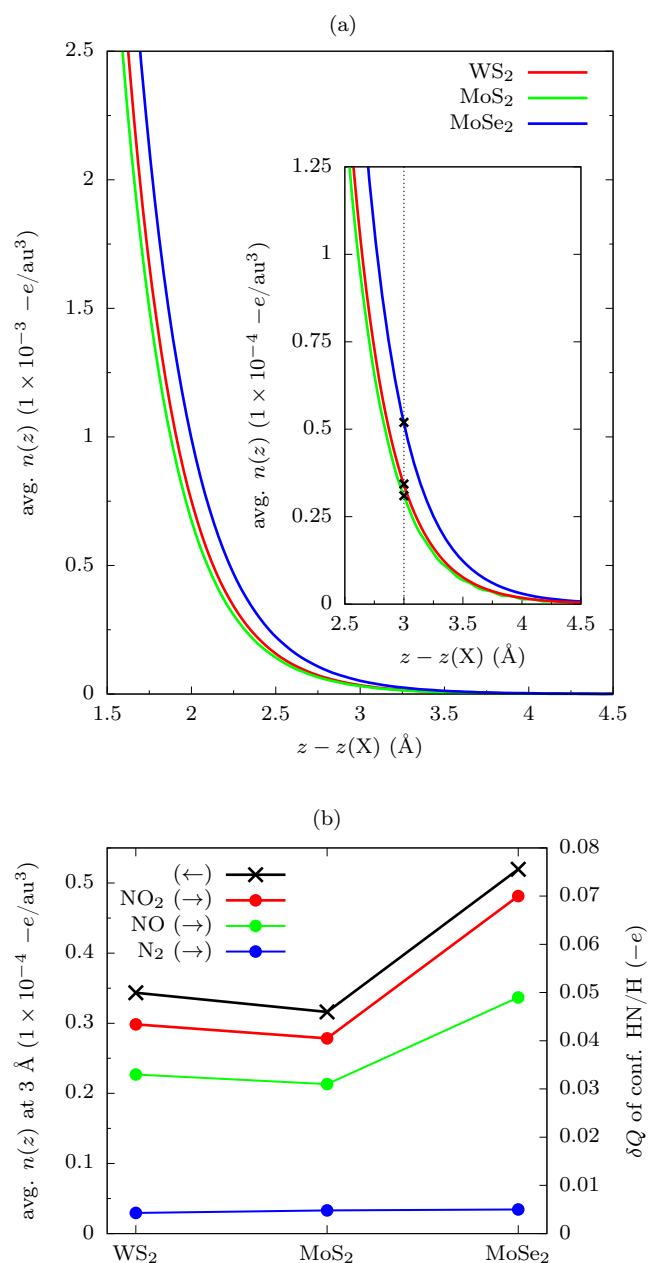 (a)
avg. n(z) (1 × 10⁻³ −e/au³)
2.5
2
1.5
1
0.5
0
WS₂
MoS₂
MoSe₂
avg. n(z) (1 × 10⁻⁴ −e/au³)
1.25
1
0.75
0.5
0.25
0
2.5 3 3.5 4 4.5
z − z(X) (Å)
1.5 2 2.5 3 3.5 4 4.5
z − z(X) (Å)
(b)
avg. n(z) at 3 Å (1 × 10⁻⁴ −e/au³)
0.5
0.4
0.3
0.2
0.1
0
(←)
NO₂ (→)
NO (→)
N₂ (→)
0.08
0.07
0.06
0.05
0.04
0.03
0.02
0.01
0
δQ of conf. HN/H (−e)
WS₂ MoS₂ MoSe₂